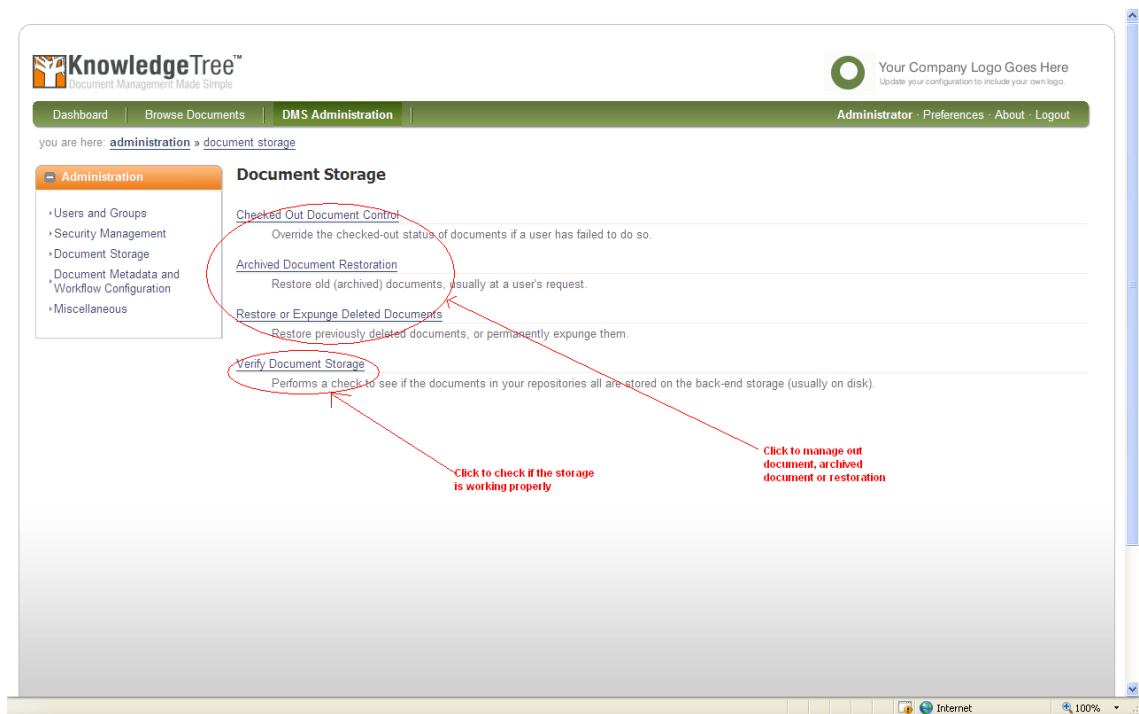 KnowledgeTree™
Document Management Made Simple
Your Company Logo Goes Here
Update your configuration to include your own logo.
Dashboard Browse Documents DMS Administration Administrator · Preferences · About · Logout
you are here: administration » document storage
Administration
Users and Groups
Security Management
Document Storage
Document Metadata and
Workflow Configuration
Miscellaneous
Document Storage
Checked Out Document Control
Override the checked-out status of documents if a user has failed to do so.
Archived Document Restoration
Restore old (archived) documents, usually at a user's request.
Restore or Expunge Deleted Documents
Restore previously deleted documents, or permanently expunge them.
Verify Document Storage
Performs a check to see if the documents in your repositories all are stored on the back-end storage (usually on disk).
Click to manage out
document, archived
document or restoration
Click to check if the storage
is working properly
Internet 100%